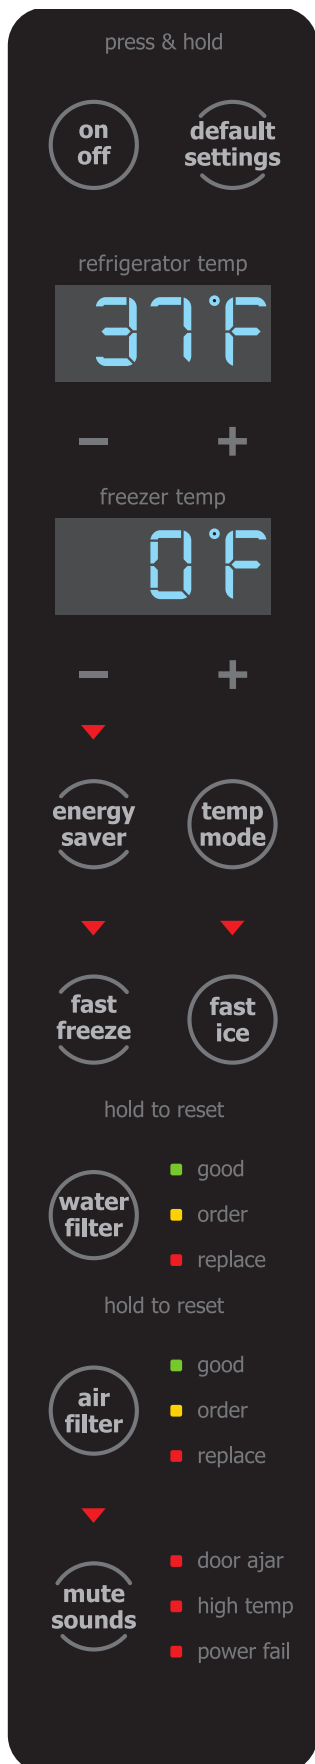 press & hold
on
off
default
settings
refrigerator temp
37°F
− +
freezer temp
0°F
− +
energy
saver
temp
mode
fast
freeze
fast
ice
hold to reset
water
filter
good
order
replace
hold to reset
air
filter
good
order
replace
mute
sounds
door ajar
high temp
power fail